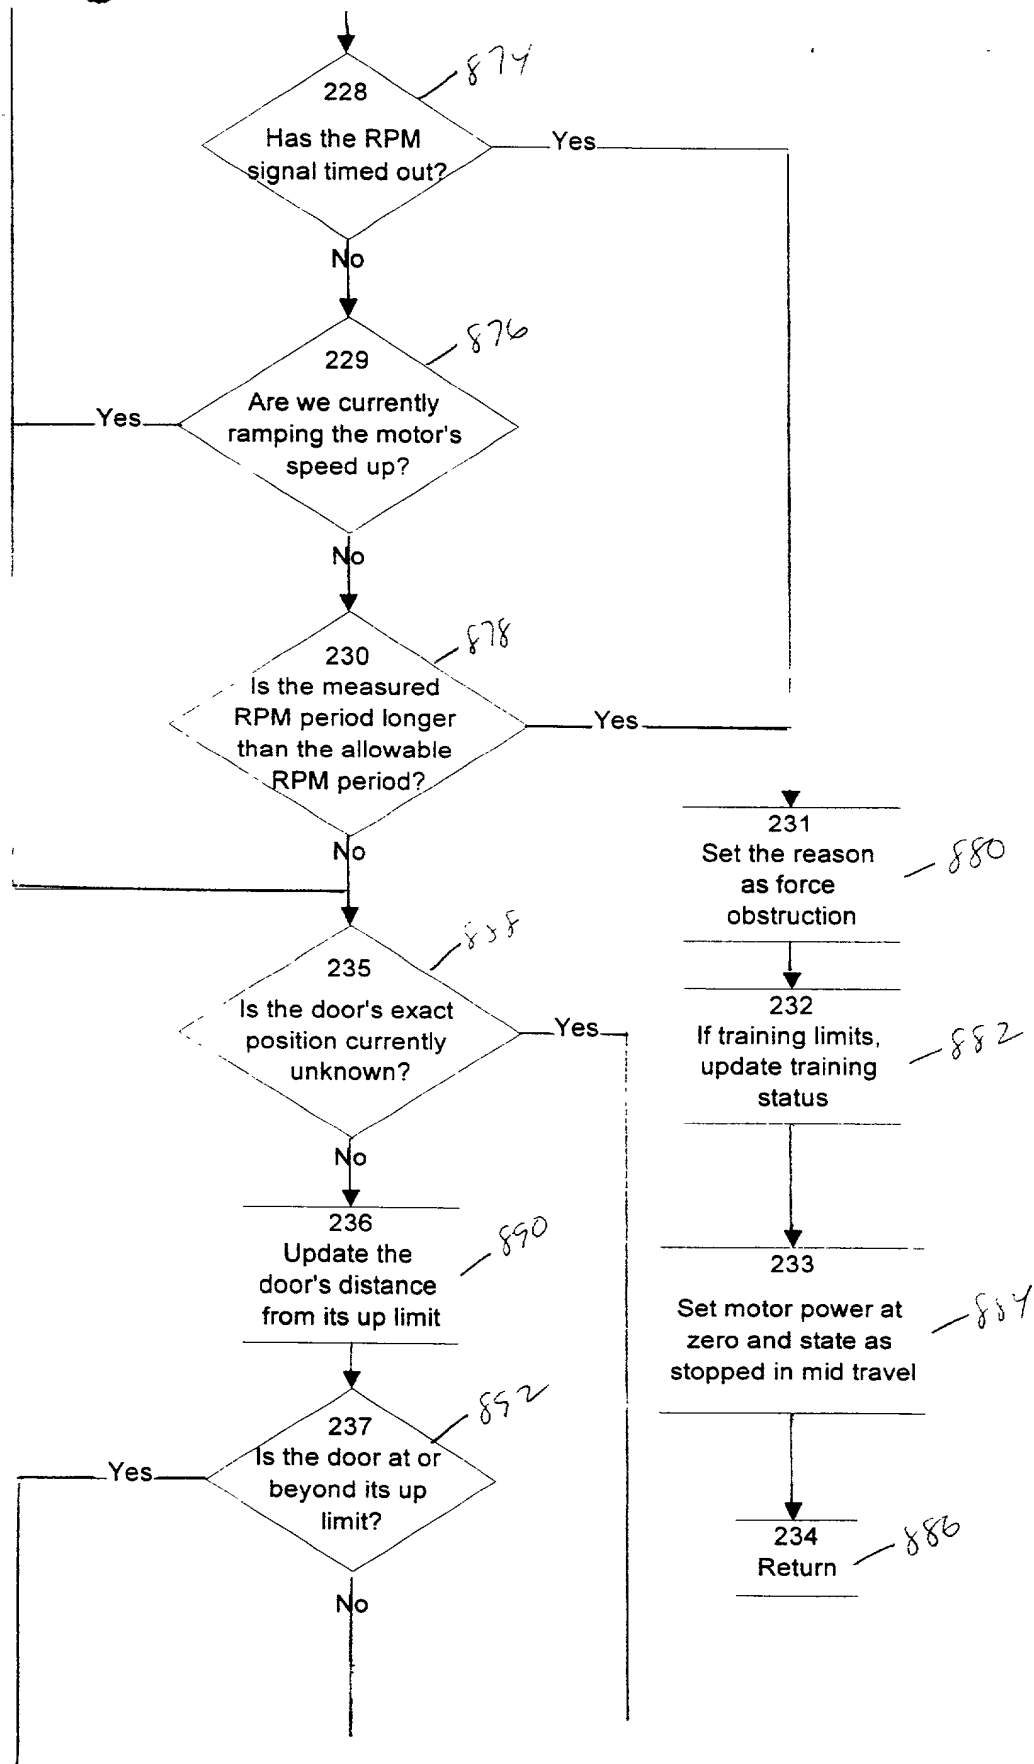 874
228
Has the RPM
signal timed out?
Yes
No
876
229
Are we currently
ramping the motor's
speed up?
Yes
No
878
230
Is the measured
RPM period longer
than the allowable
RPM period?
Yes
No
231
Set the reason
as force
obstruction
880
888
235
Is the door's exact
position currently
unknown?
Yes
No
232
If training limits,
update training
status
882
236
Update the
door's distance
from its up limit
890
233
Set motor power at
zero and state as
stopped in mid travel
884
892
237
Is the door at or
beyond its up
limit?
Yes
No
234
Return
886